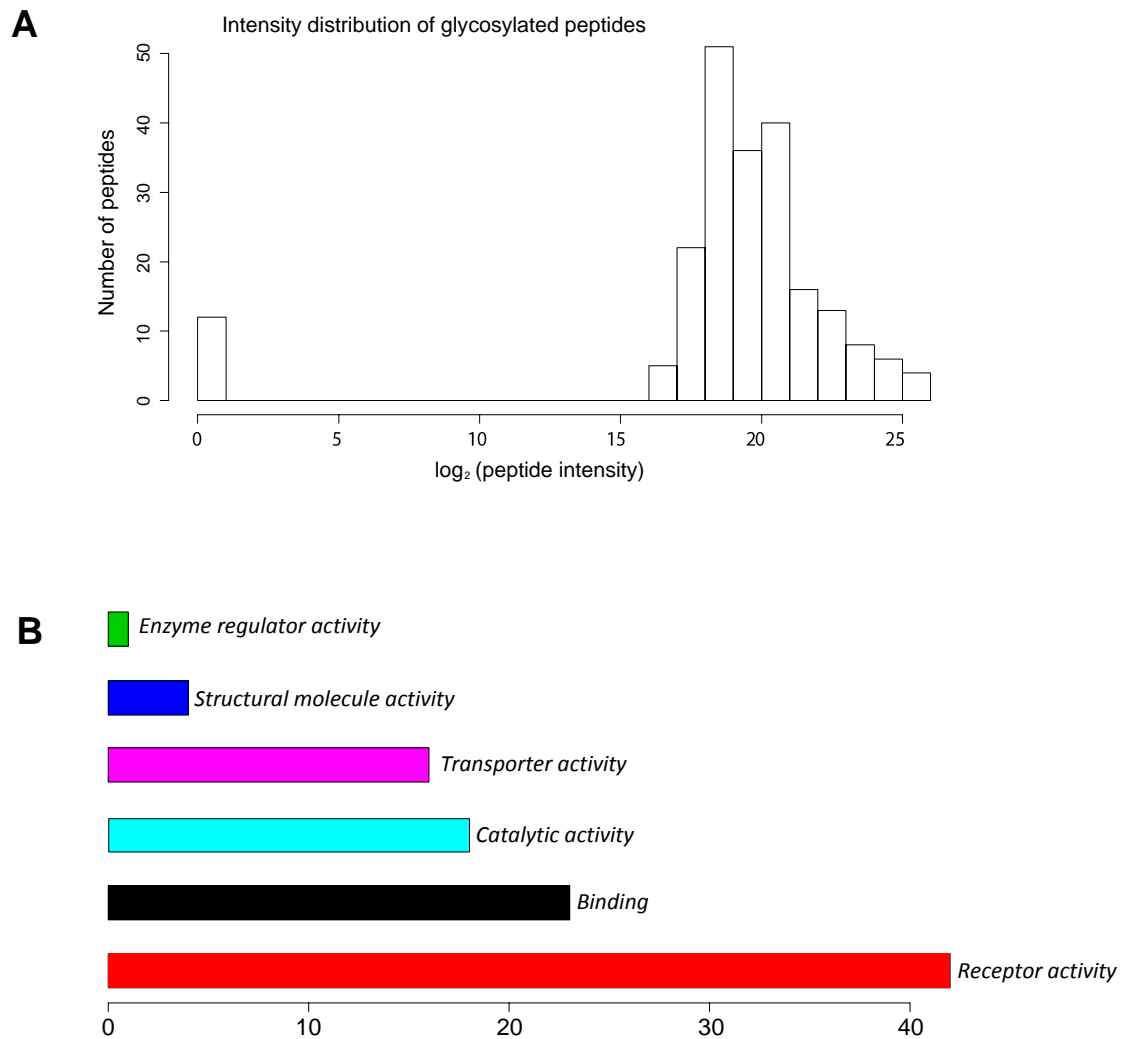 A
Intensity distribution of glycosylated peptides
Number of peptides
50
40
30
20
10
0
0 5 10 15 20 25
log₂ (peptide intensity)
B
Enzyme regulator activity
Structural molecule activity
Transporter activity
Catalytic activity
Binding
Receptor activity
0 10 20 30 40